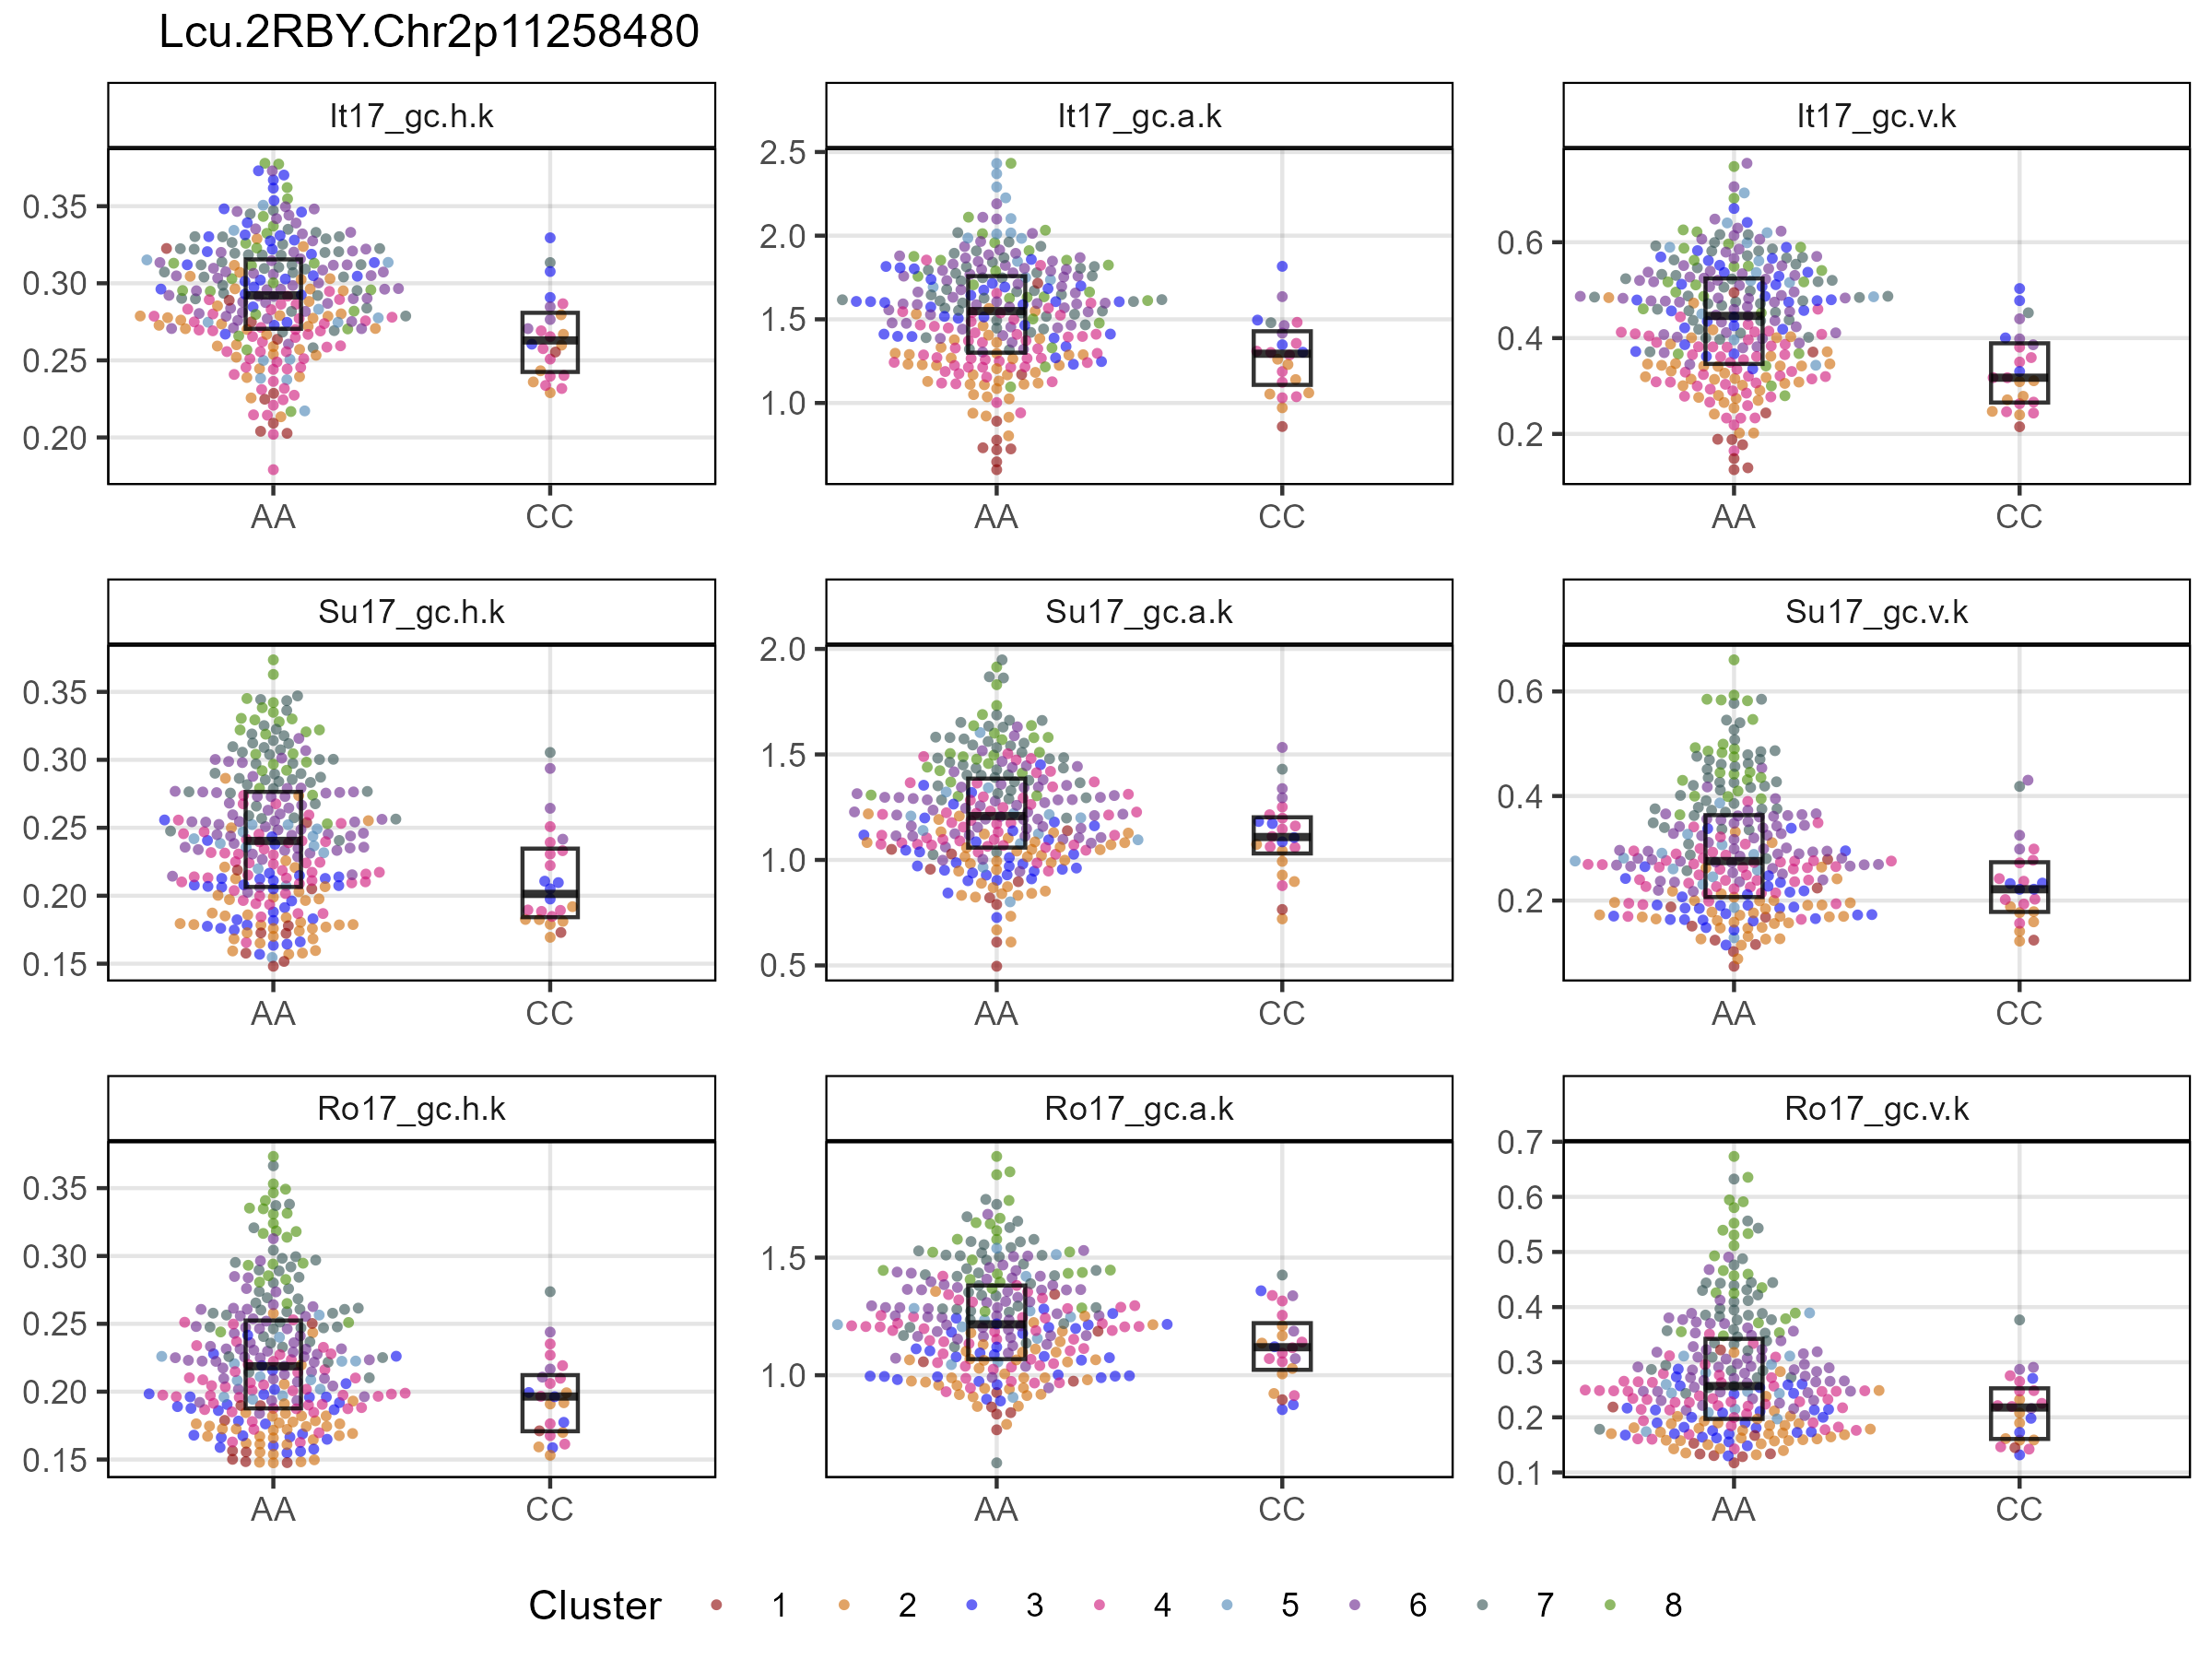 Lcu.2RBY.Chr2p11258480
It17_gc.h.k
It17_gc.a.k
It17_gc.v.k
0.35
0.30
0.25
0.20
AA CC
2.5
2.0
1.5
1.0
AA CC
0.6
0.4
0.2
AA CC
Su17_gc.h.k
Su17_gc.a.k
Su17_gc.v.k
0.35
0.30
0.25
0.20
0.15
AA CC
2.0
1.5
1.0
0.5
AA CC
0.6
0.4
0.2
AA CC
Ro17_gc.h.k
Ro17_gc.a.k
Ro17_gc.v.k
0.35
0.30
0.25
0.20
0.15
AA CC
1.5
1.0
AA CC
0.7
0.6
0.5
0.4
0.3
0.2
0.1
AA CC
Cluster 1 2 3 4 5 6 7 8